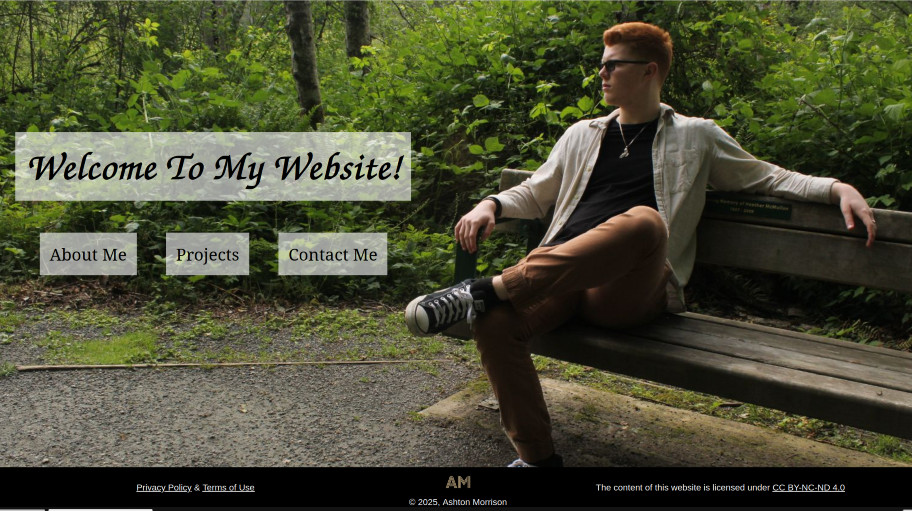 Welcome To My Website!
About Me Projects Contact Me
AM
Privacy Policy & Terms of Use
© 2025, Ashton Morrison
The content of this website is licensed under CC BY-NC-ND 4.0